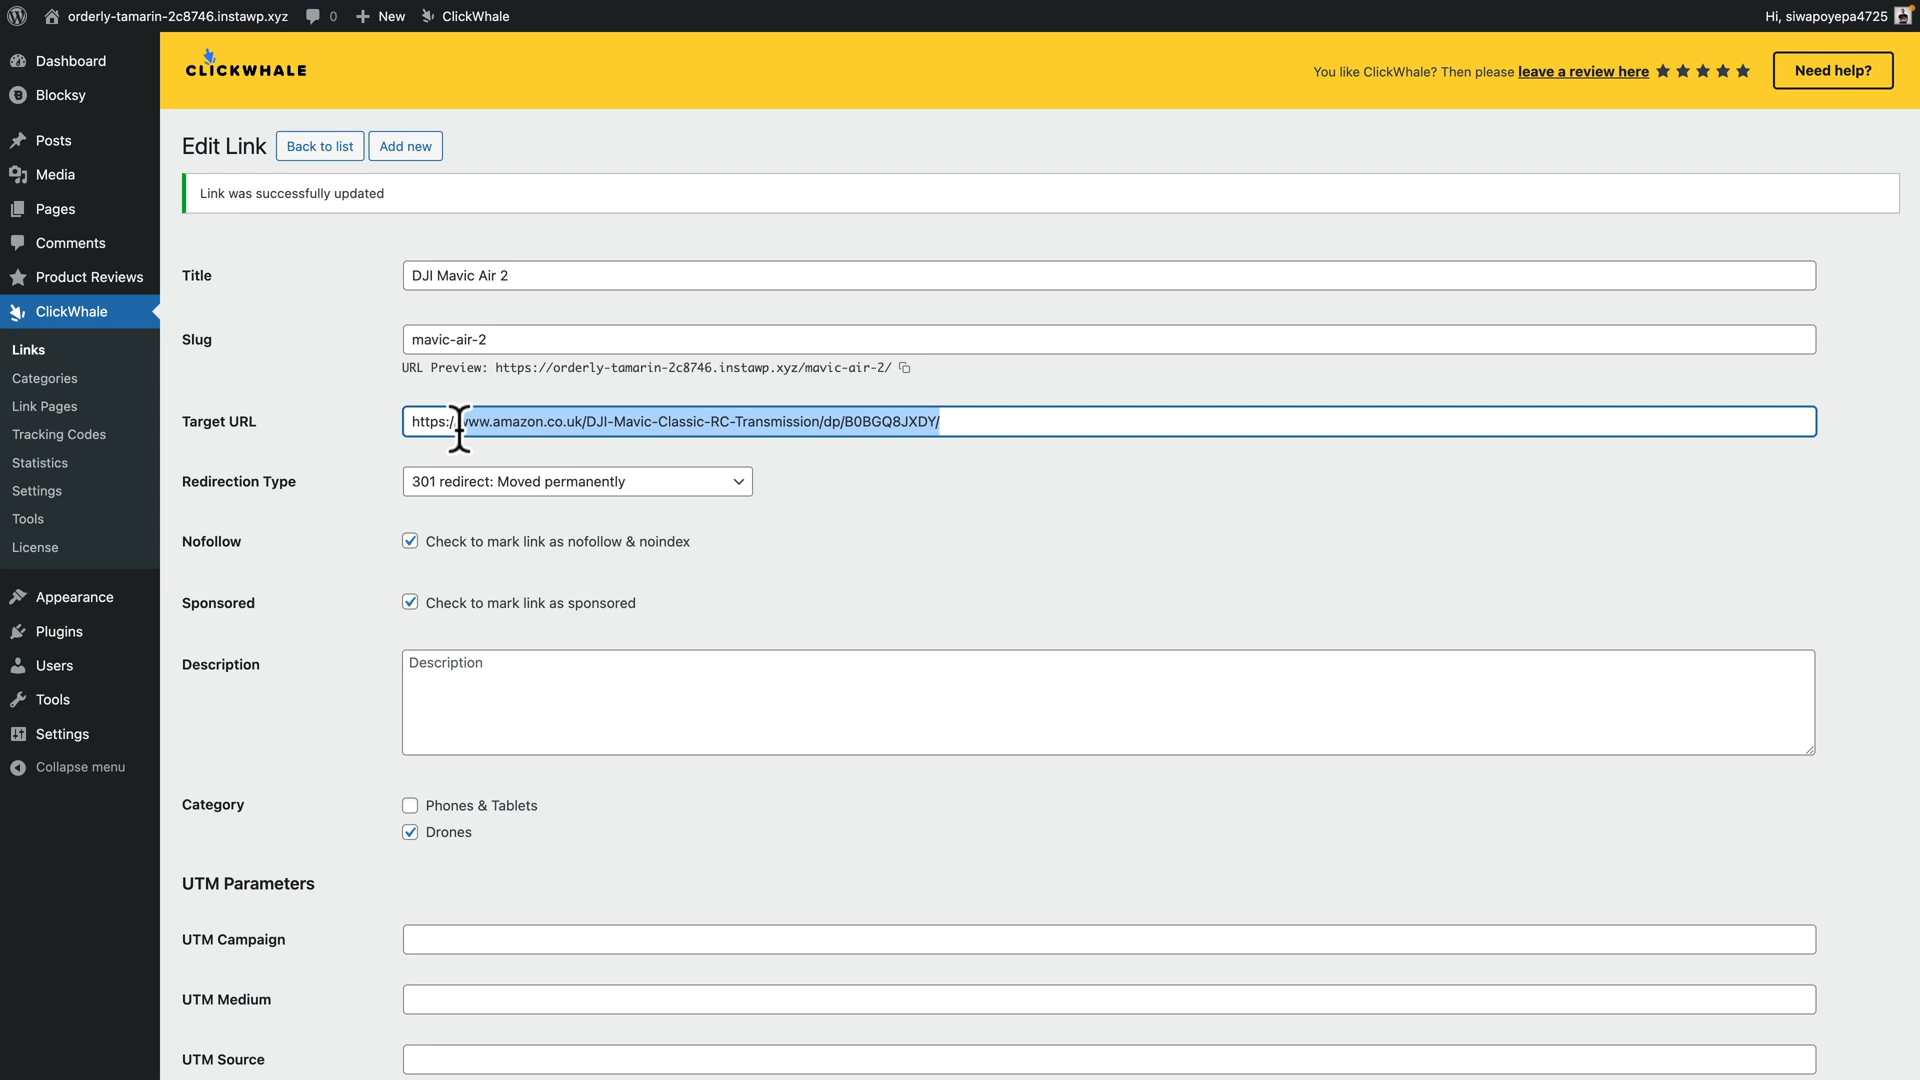 orderly-tamarin-2c8746.instawp.xyz 0 New ClickWhale Hi, siwapoyepa4725
Dashboard
Blocksy
Posts
Media
Pages
Comments
Product Reviews
ClickWhale
Links
Categories
Link Pages
Tracking Codes
Statistics
Settings
Tools
License
Appearance
Plugins
Users
Tools
Settings
Collapse menu
CLICKWHALE
You like ClickWhale? Then please leave a review here
Need help?
Edit Link Back to list Add new
Link was successfully updated
Title DJI Mavic Air 2
Slug mavic-air-2
URL Preview: https://orderly-tamarin-2c8746.instawp.xyz/mavic-air-2/
Target URL https://www.amazon.co.uk/DJI-Mavic-Classic-RC-Transmission/dp/B0BGQ8JXDY/
Redirection Type 301 redirect: Moved permanently
Nofollow Check to mark link as nofollow & noindex
Sponsored Check to mark link as sponsored
Description Description
Category Phones & Tablets
Drones
UTM Parameters
UTM Campaign
UTM Medium
UTM Source